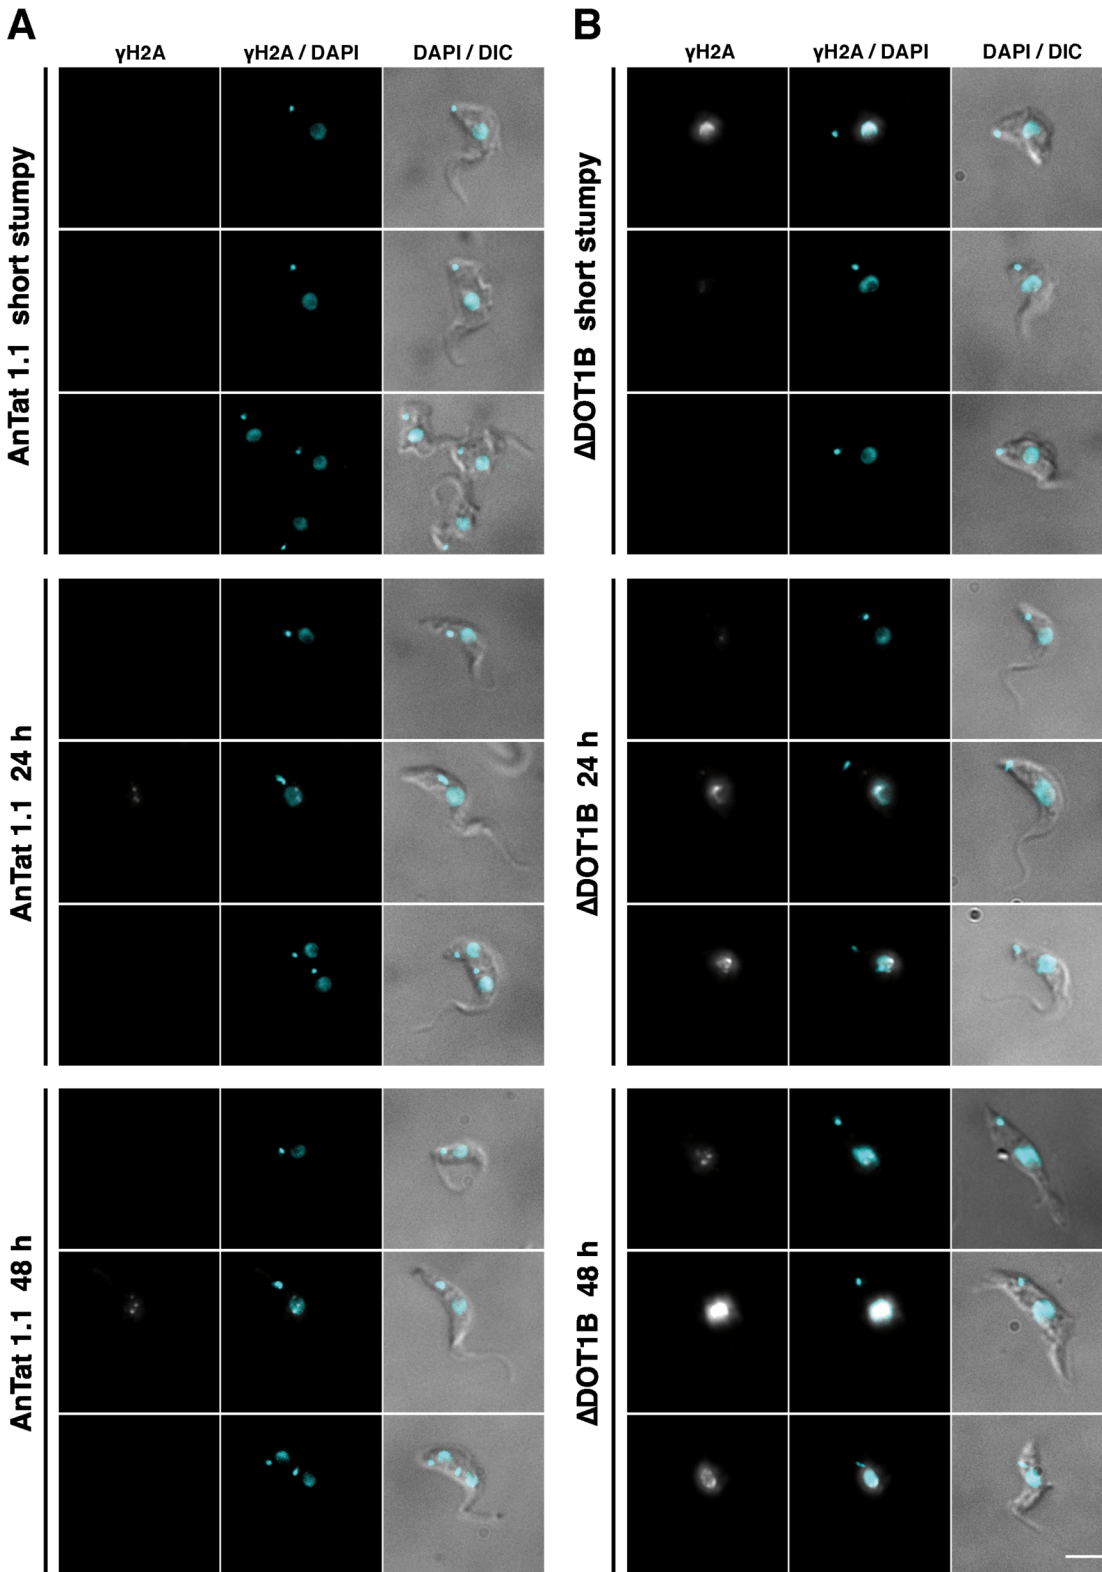 A
γH2A
γH2A / DAPI
DAPI / DIC
AnTat 1.1 short stumpy
AnTat 1.1 24 h
AnTat 1.1 48 h
B
γH2A
γH2A / DAPI
DAPI / DIC
ΔDOT1B short stumpy
ΔDOT1B 24 h
ΔDOT1B 48 h